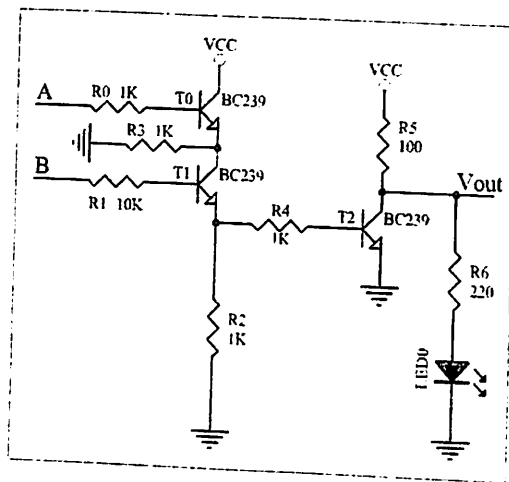 VCC
A
R0 1K
T0
BC239
R3 1K
B
T1
BC239
R1 10K
R4
1K
T2
BC239
VCC
R5
100
Vout
R2
1K
R6
220
LED0